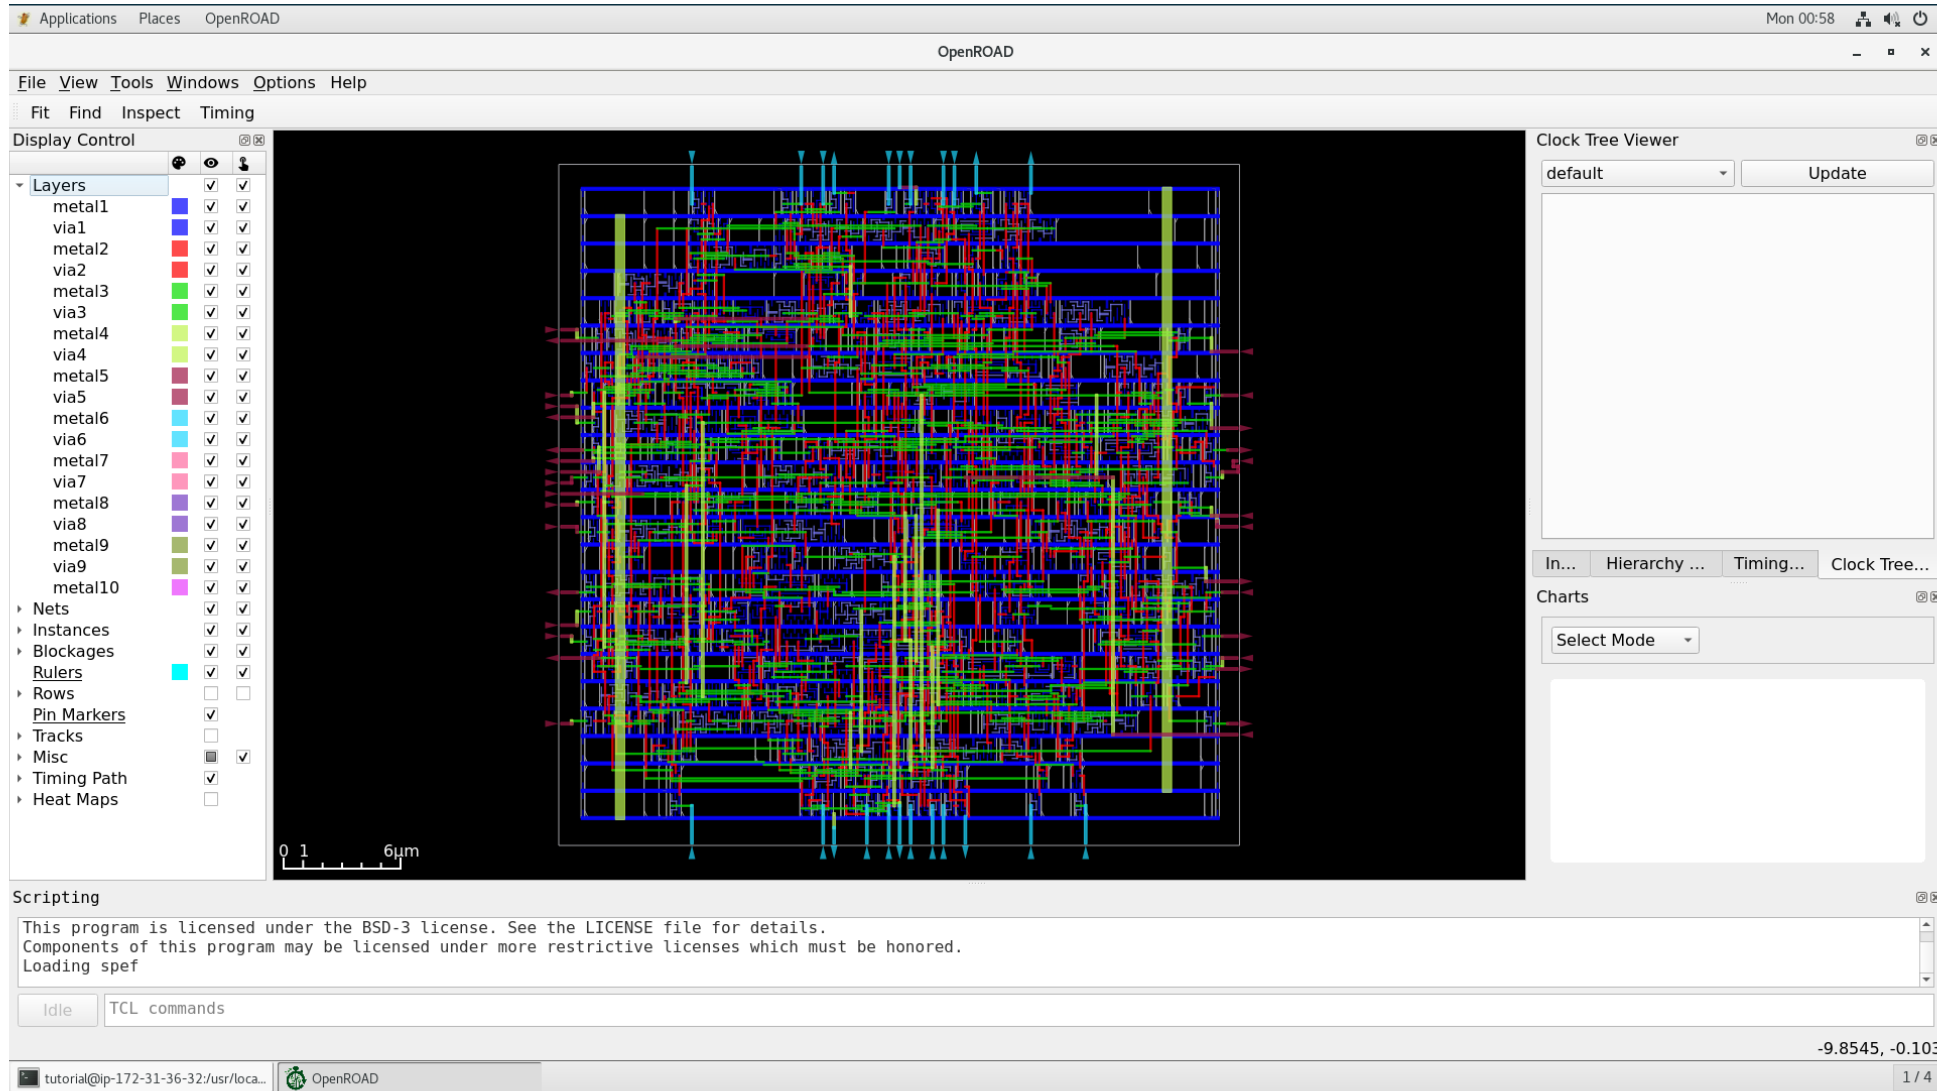 Applications Places OpenROAD Mon 00:58
OpenROAD
File View Tools Windows Options Help
Fit Find Inspect Timing
Display Control
Layers
metal1
via1
metal2
via2
metal3
via3
metal4
via4
metal5
via5
metal6
via6
metal7
via7
metal8
via8
metal9
via9
metal10
Nets
Instances
Blockages
Rulers
Rows
Pin Markers
Tracks
Misc
Timing Path
Heat Maps
0 1 6μm
Clock Tree Viewer
default Update
In... Hierarchy ... Timing... Clock Tree...
Charts
Select Mode
Scripting
This program is licensed under the BSD-3 license. See the LICENSE file for details.
Components of this program may be licensed under more restrictive licenses which must be honored.
Loading spef
Idle TCL commands
-9.8545, -0.103
tutorial@ip-172-31-36-32:/usr/loca... OpenROAD 1 / 4